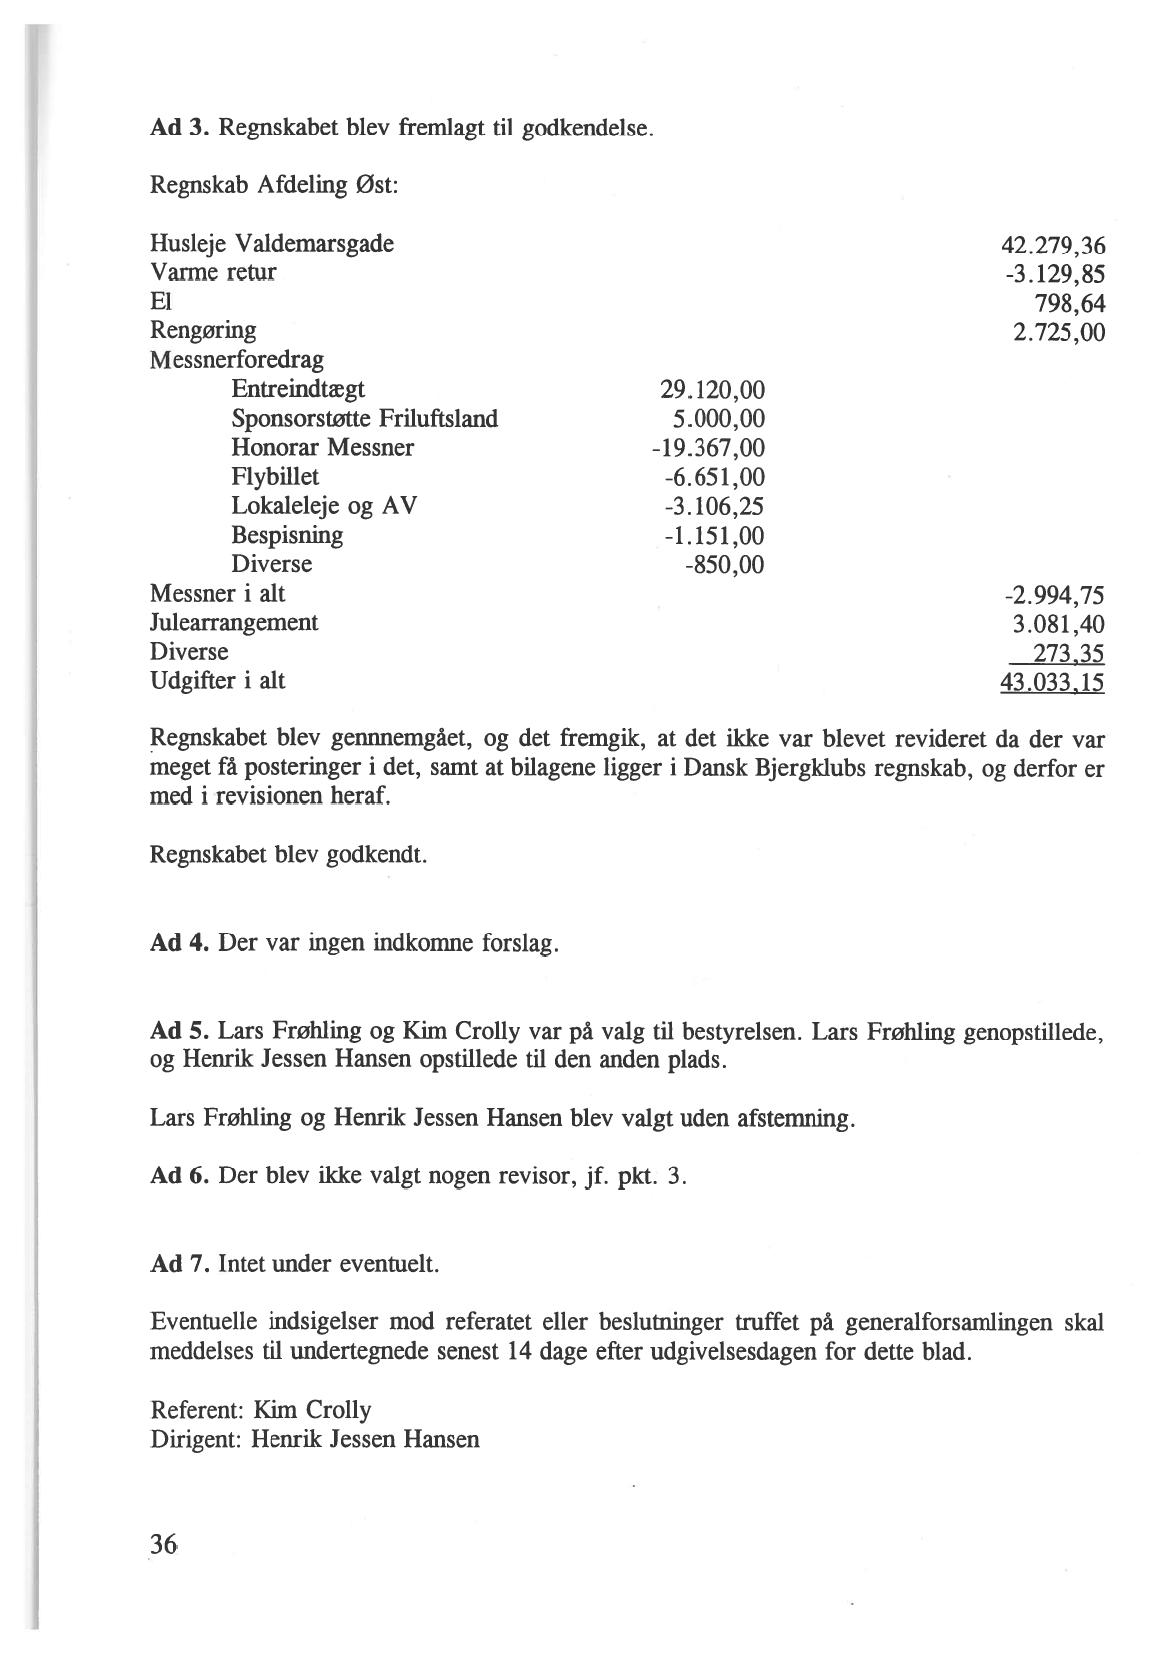 Ad 3. Regnskabet blev fremlagt til godkendelse.
Regnskab Afdeling Øst:
Husleje Valdemarsgade 42.279,36
Varme retur -3.129,85
El 798,64
Rengøring 2.725,00
Messnerforedrag
Entreindtægt 29.120,00
Sponsorstøtte Friluftsland 5.000,00
Honorar Messner -19.367,00
Flybillet -6.651,00
Lokaleleje og AV -3.106,25
Bespisning -1.151,00
Diverse -850,00
Messner i alt -2.994,75
Julearrangement 3.081,40
Diverse 273,35
Udgifter i alt 43.033,15
Regnskabet blev gennnemgået, og det fremgik, at det ikke var blevet revideret da der var
meget få posteringer i det, samt at bilagene ligger i Dansk Bjergklubs regnskab, og derfor er
med i revisionen heraf.
Regnskabet blev godkendt.
Ad 4. Der var ingen indkomne forslag.
Ad 5. Lars Frøhling og Kim Crolly var på valg til bestyrelsen. Lars Frøhling genopstillede,
og Henrik Jessen Hansen opstillede til den anden plads.
Lars Frøhling og Henrik Jessen Hansen blev valgt uden afstemning.
Ad 6. Der blev ikke valgt nogen revisor, jf. pkt. 3.
Ad 7. Intet under eventuelt.
Eventuelle indsigelser mod referatet eller beslutninger truffet på generalforsamlingen skal
meddelses til undertegnede senest 14 dage efter udgivelsesdagen for dette blad.
Referent: Kim Crolly
Dirigent: Henrik Jessen Hansen
36